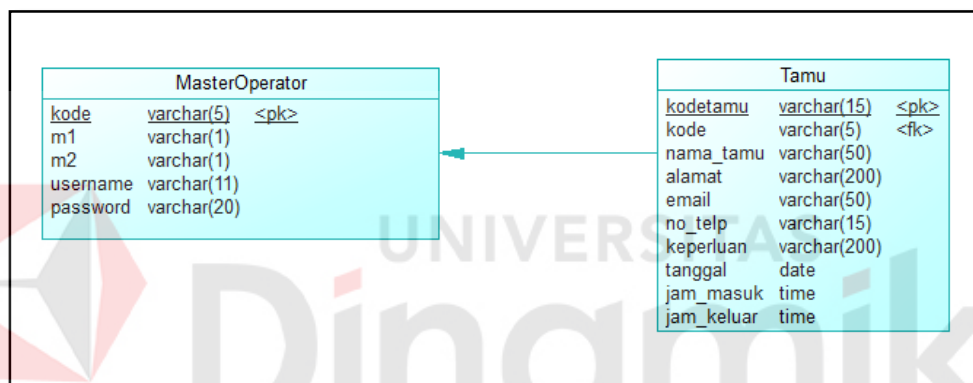 MasterOperator
kode varchar(5) <pk>
m1 varchar(1)
m2 varchar(1)
username varchar(11)
password varchar(20)
Tamu
kodetamu varchar(15) <pk>
kode varchar(5) <fk>
nama_tamu varchar(50)
alamat varchar(200)
email varchar(50)
no_telp varchar(15)
keperluan varchar(200)
tanggal date
jam_masuk time
jam_keluar time
UNIVERSITAS
Dinamik